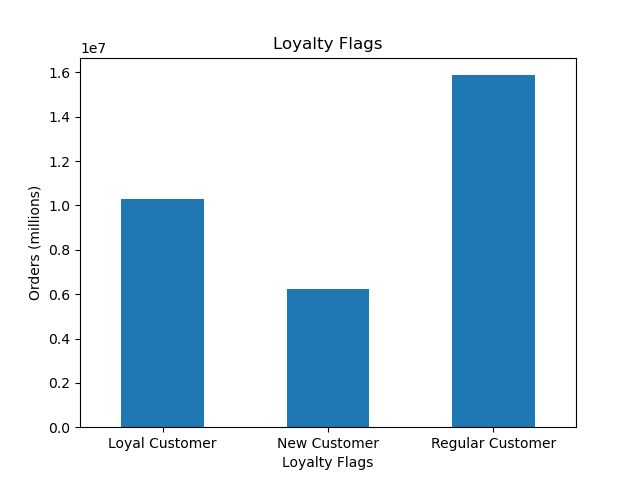 Loyalty Flags
1e7
1.6
1.4
1.2
1.0
0.8
0.6
0.4
0.2
0.0
Orders (millions)
Loyal Customer
New Customer
Regular Customer
Loyalty Flags